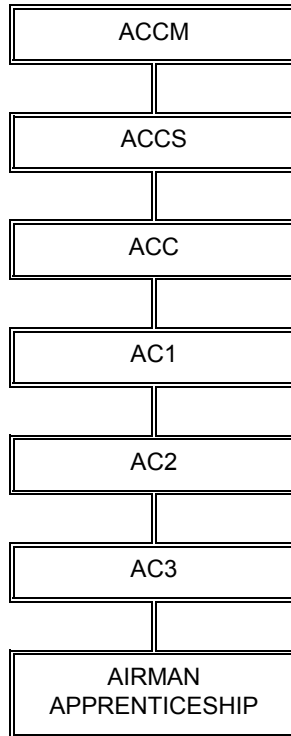 ACCM
ACCS
ACC
AC1
AC2
AC3
AIRMAN
APPRENTICESHIP